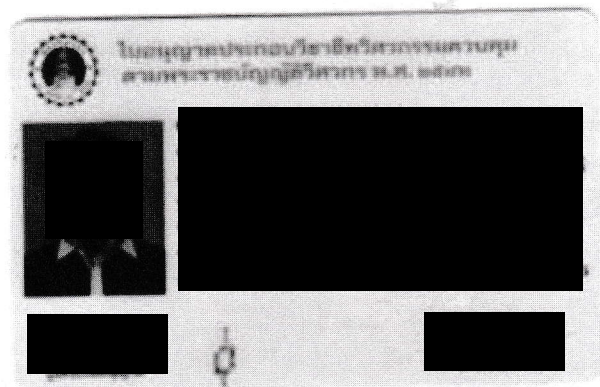 ใบอนุญาตประกอบวิชาชีพวิศวกรรมควบคุม
ตามพระราชบัญญัติวิศวกร พ.ศ. ๒๕๔๒